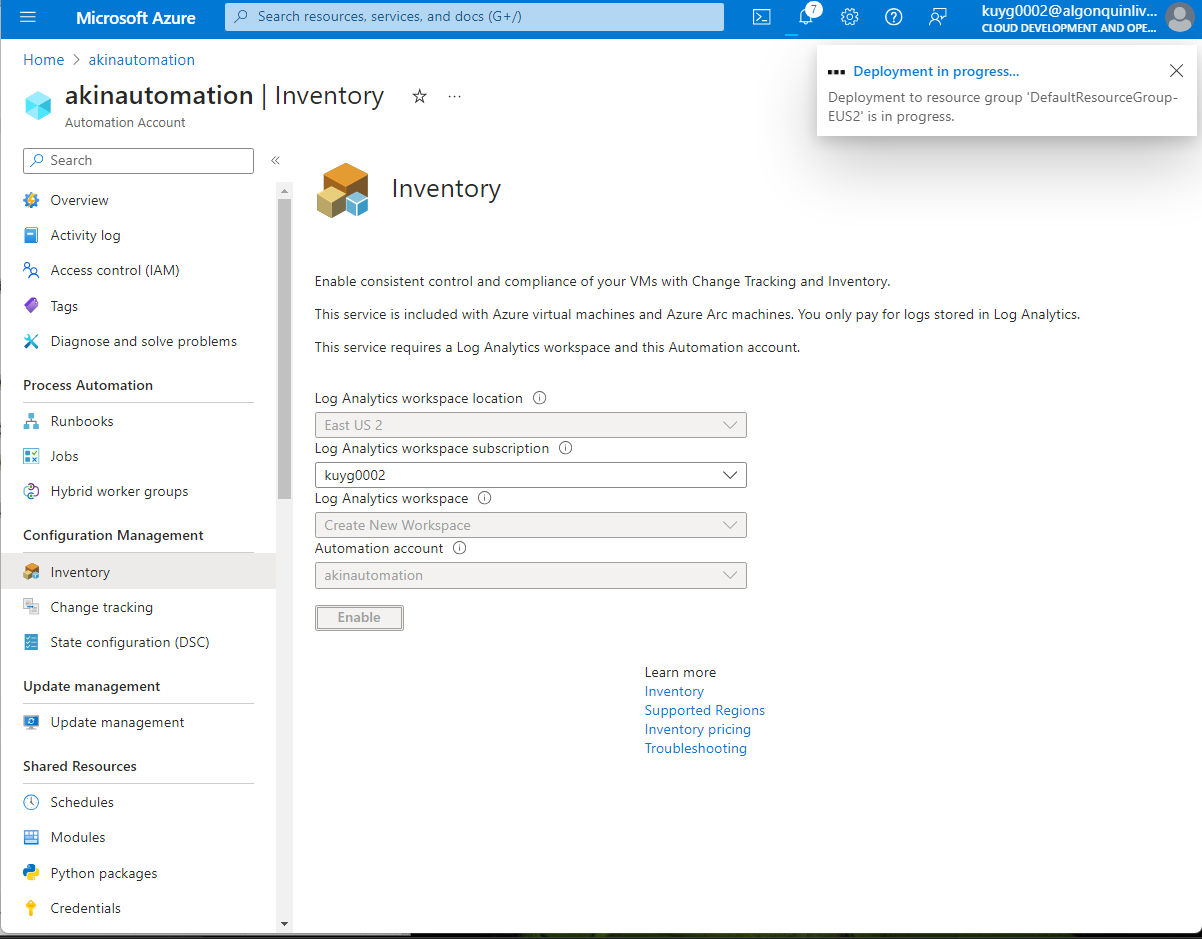 Microsoft Azure
Search resources, services, and docs (G+/)
7
kuyg0002@algonquinliv...
CLOUD DEVELOPMENT AND OPE...
Home > akinautomation
Deployment in progress...
Deployment to resource group 'DefaultResourceGroup-
EUS2' is in progress.
akinautomation | Inventory
Automation Account
Search
Overview
Activity log
Access control (IAM)
Tags
Diagnose and solve problems
Process Automation
Runbooks
Jobs
Hybrid worker groups
Configuration Management
Inventory
Change tracking
State configuration (DSC)
Update management
Update management
Shared Resources
Schedules
Modules
Python packages
Credentials
Inventory
Enable consistent control and compliance of your VMs with Change Tracking and Inventory.
This service is included with Azure virtual machines and Azure Arc machines. You only pay for logs stored in Log Analytics.
This service requires a Log Analytics workspace and this Automation account.
Log Analytics workspace location
East US 2
Log Analytics workspace subscription
kuyg0002
Log Analytics workspace
Create New Workspace
Automation account
akinautomation
Enable
Learn more
Inventory
Supported Regions
Inventory pricing
Troubleshooting